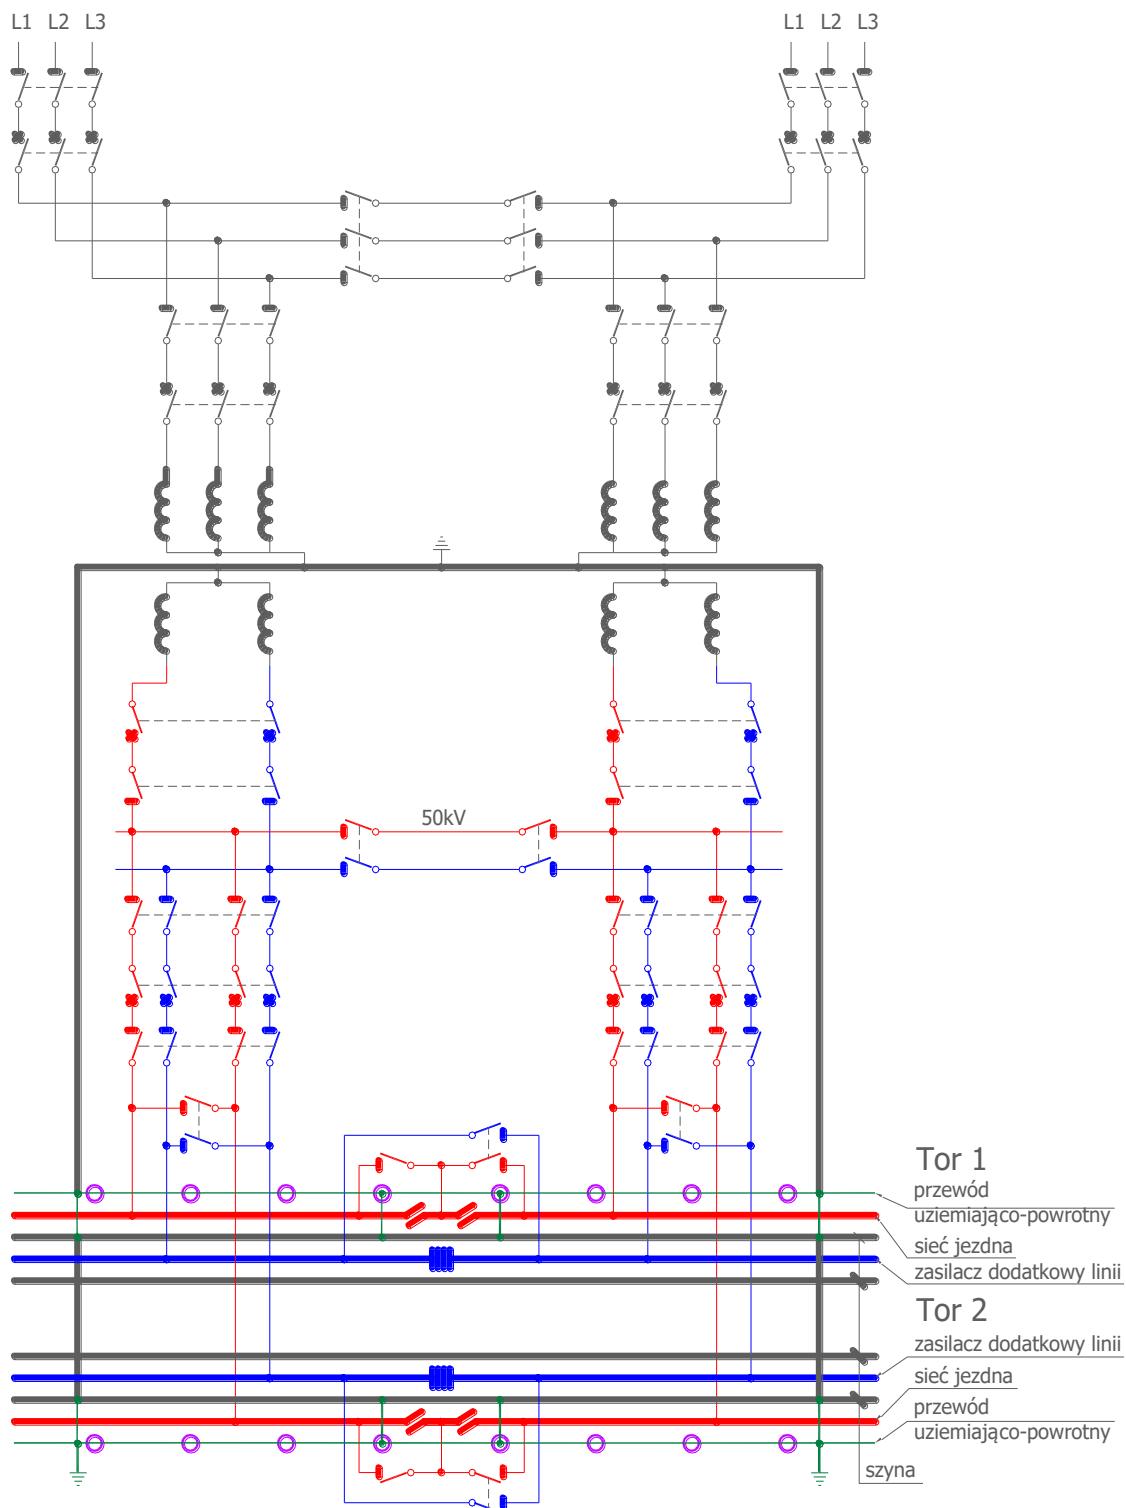 L1 L2 L3
L1 L2 L3
50kV
Tor 1
przewód
uziemiająco-powrotny
sieć jezdna
zasilacz dodatkowy linii
Tor 2
zasilacz dodatkowy linii
sieć jezdna
przewód
uziemiająco-powrotny
szyna